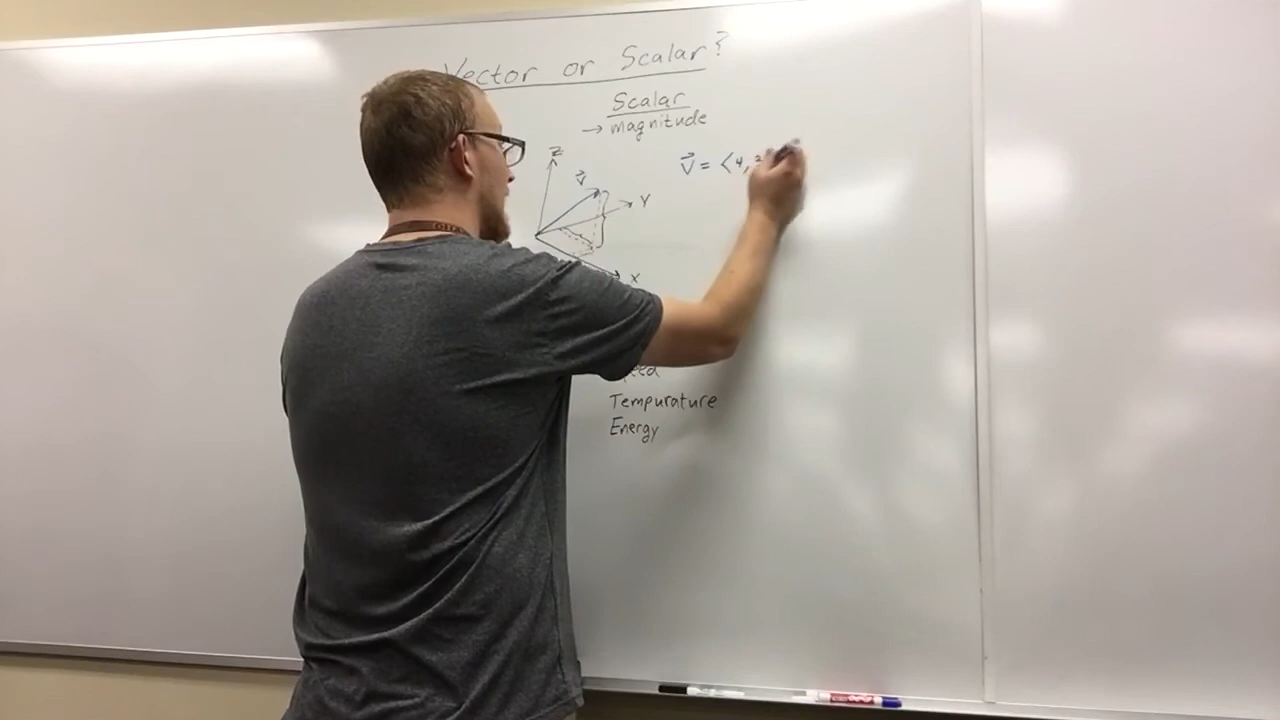 Vector or Scalar?
Scalar
→ magnitude
Z
V⃗
Y
X
V⃗ = <4,
Tempurature
Energy